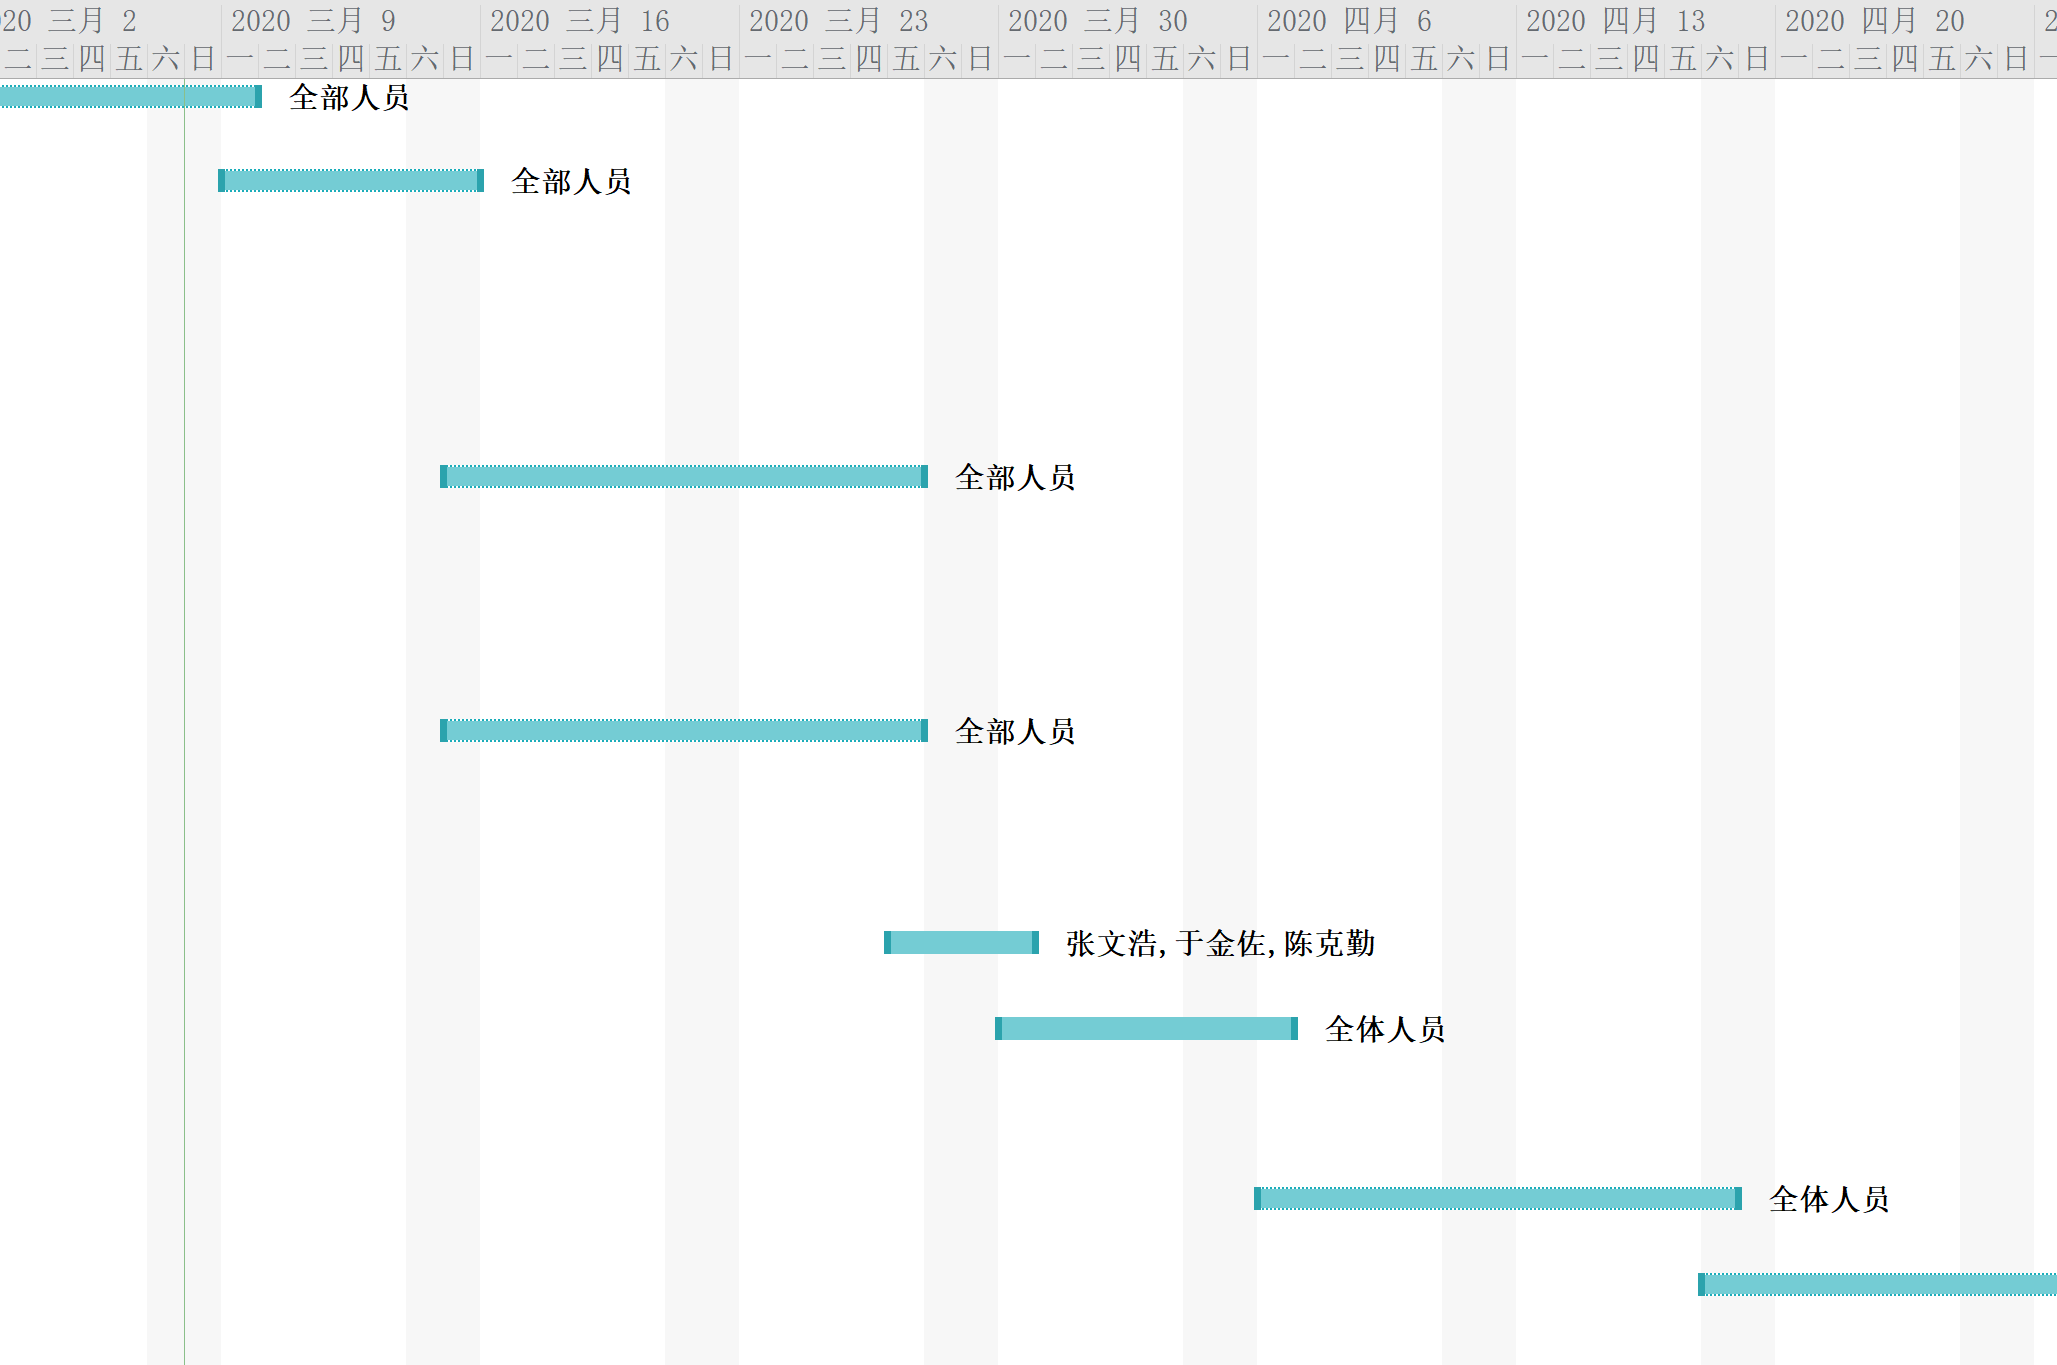 20 三月 2 2020 三月 9 2020 三月 16 2020 三月 23 2020 三月 30 2020 四月 6 2020 四月 13 2020 四月 20 2
二 三 四 五 六 日 一 二 三 四 五 六 日 一 二 三 四 五 六 日 一 二 三 四 五 六 日 一 二 三 四 五 六 日 一 二 三 四 五 六 日 一 二 三 四 五 六 日 一 二 三 四 五 六 日 一
全部人员
全部人员
全部人员
全部人员
张文浩,于金佐,陈克勤
全体人员
全体人员